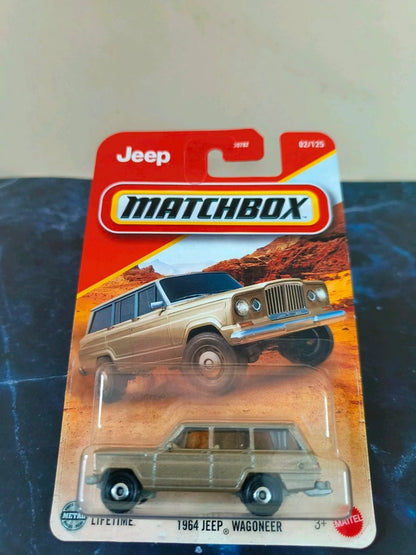 Jeep
02/125
MATCHBOX
METAL
LIFETIME
1964 JEEP® WAGONEER
3+
MATTEL